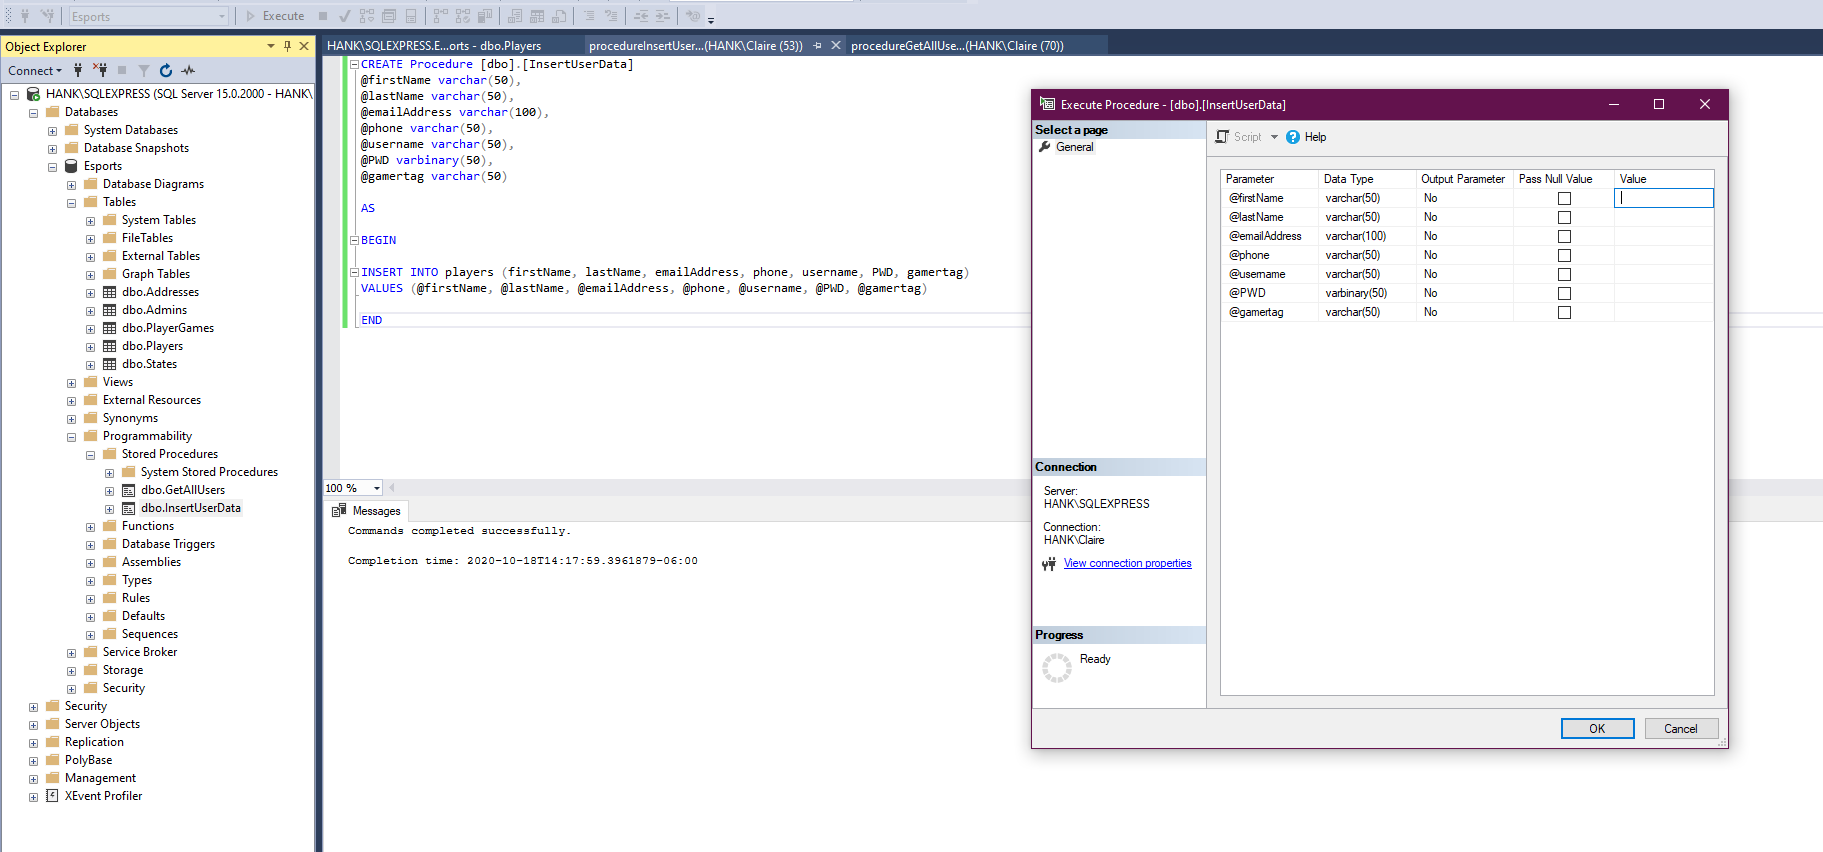 Esports
Execute
Object Explorer
Connect
HANK\SQLEXPRESS (SQL Server 15.0.2000 - HANK\
Databases
System Databases
Database Snapshots
Esports
Database Diagrams
Tables
System Tables
FileTables
External Tables
Graph Tables
dbo.Addresses
dbo.Admins
dbo.PlayerGames
dbo.Players
dbo.States
Views
External Resources
Synonyms
Programmability
Stored Procedures
System Stored Procedures
dbo.GetAllUsers
dbo.InsertUserData
Functions
Database Triggers
Assemblies
Types
Rules
Defaults
Sequences
Service Broker
Storage
Security
Security
Server Objects
Replication
PolyBase
Management
XEvent Profiler
HANK\SQLEXPRESS.E...orts - dbo.Players
procedureInsertUser...(HANK\Claire (53))
procedureGetAllUse...(HANK\Claire (70))
CREATE Procedure [dbo].[InsertUserData]
@firstName varchar(50),
@lastName varchar(50),
@emailAddress varchar(100),
@phone varchar(50),
@username varchar(50),
@PWD varbinary(50),
@gamertag varchar(50)
AS
BEGIN
INSERT INTO players (firstName, lastName, emailAddress, phone, username, PWD, gamertag)
VALUES (@firstName, @lastName, @emailAddress, @phone, @username, @PWD, @gamertag)
END
100 %
Messages
Commands completed successfully.
Completion time: 2020-10-18T14:17:59.3961879-06:00
Execute Procedure - [dbo].[InsertUserData]
Select a page
General
Script
Help
Parameter Data Type Output Parameter Pass Null Value Value
@firstName varchar(50) No
@lastName varchar(50) No
@emailAddress varchar(100) No
@phone varchar(50) No
@username varchar(50) No
@PWD varbinary(50) No
@gamertag varchar(50) No
Connection
Server:
HANK\SQLEXPRESS
Connection:
HANK\Claire
View connection properties
Progress
Ready
OK
Cancel